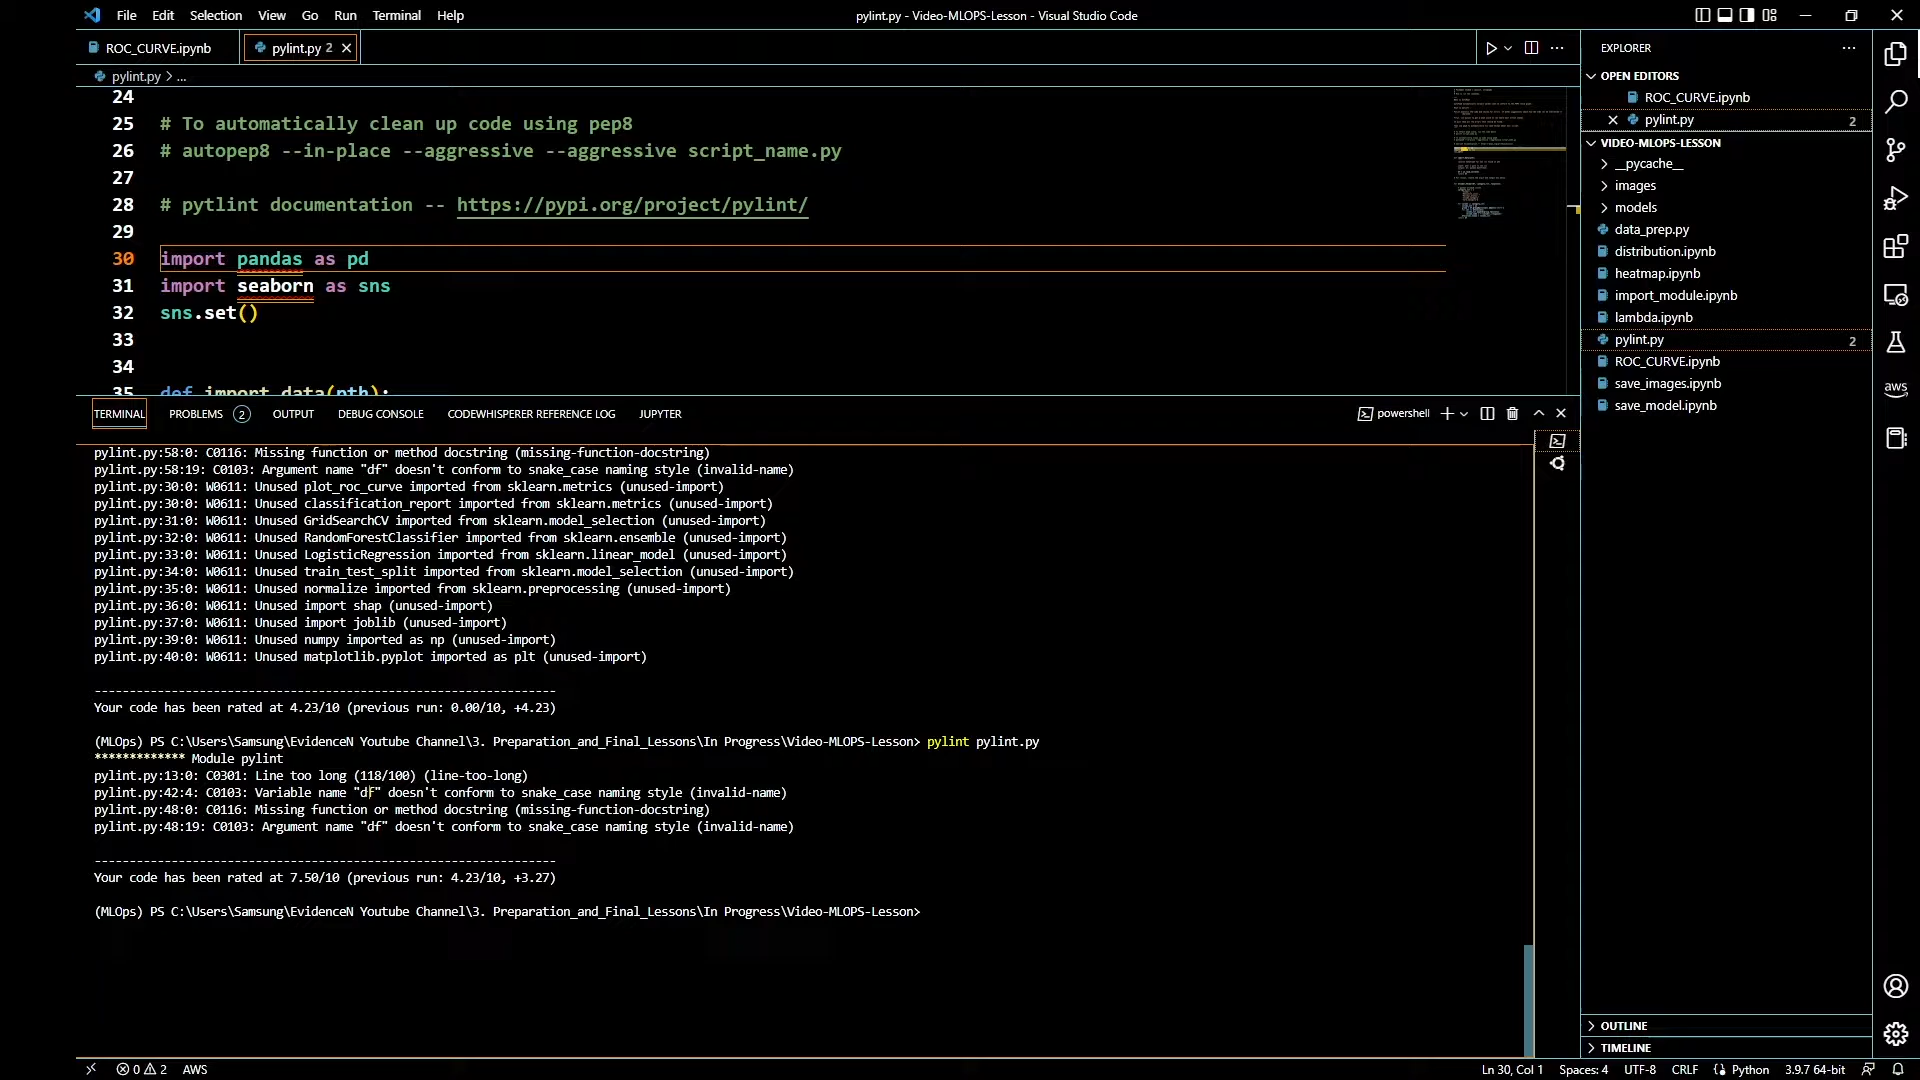 File Edit Selection View Go Run Terminal Help
pylint.py - Video-MLOPS-Lesson - Visual Studio Code
ROC_CURVE.ipynb
pylint.py 2
pylint.py > ...
24
25 # To automatically clean up code using pep8
26 # autopep8 --in-place --aggressive --aggressive script_name.py
27
28 # pytlint documentation -- https://pypi.org/project/pylint/
29
30 import pandas as pd
31 import seaborn as sns
32 sns.set()
33
34
35 def import_data(pth):
TERMINAL PROBLEMS 2 OUTPUT DEBUG CONSOLE CODEWHISPERER REFERENCE LOG JUPYTER
powershell
pylint.py:58:0: C0116: Missing function or method docstring (missing-function-docstring)
pylint.py:58:19: C0103: Argument name "df" doesn't conform to snake_case naming style (invalid-name)
pylint.py:30:0: W0611: Unused plot_roc_curve imported from sklearn.metrics (unused-import)
pylint.py:30:0: W0611: Unused classification_report imported from sklearn.metrics (unused-import)
pylint.py:31:0: W0611: Unused GridSearchCV imported from sklearn.model_selection (unused-import)
pylint.py:32:0: W0611: Unused RandomForestClassifier imported from sklearn.ensemble (unused-import)
pylint.py:33:0: W0611: Unused LogisticRegression imported from sklearn.linear_model (unused-import)
pylint.py:34:0: W0611: Unused train_test_split imported from sklearn.model_selection (unused-import)
pylint.py:35:0: W0611: Unused normalize imported from sklearn.preprocessing (unused-import)
pylint.py:36:0: W0611: Unused import shap (unused-import)
pylint.py:37:0: W0611: Unused import joblib (unused-import)
pylint.py:39:0: W0611: Unused numpy imported as np (unused-import)
pylint.py:40:0: W0611: Unused matplotlib.pyplot imported as plt (unused-import)
------------------------------------------------------------------
Your code has been rated at 4.23/10 (previous run: 0.00/10, +4.23)
(MLOps) PS C:\Users\Samsung\EvidenceN Youtube Channel\3. Preparation_and_Final_Lessons\In Progress\Video-MLOPS-Lesson> pylint pylint.py
************* Module pylint
pylint.py:13:0: C0301: Line too long (118/100) (line-too-long)
pylint.py:42:4: C0103: Variable name "df" doesn't conform to snake_case naming style (invalid-name)
pylint.py:48:0: C0116: Missing function or method docstring (missing-function-docstring)
pylint.py:48:19: C0103: Argument name "df" doesn't conform to snake_case naming style (invalid-name)
------------------------------------------------------------------
Your code has been rated at 7.50/10 (previous run: 4.23/10, +3.27)
(MLOps) PS C:\Users\Samsung\EvidenceN Youtube Channel\3. Preparation_and_Final_Lessons\In Progress\Video-MLOPS-Lesson>
EXPLORER
OPEN EDITORS
ROC_CURVE.ipynb
pylint.py 2
VIDEO-MLOPS-LESSON
__pycache__
images
models
data_prep.py
distribution.ipynb
heatmap.ipynb
import_module.ipynb
lambda.ipynb
pylint.py 2
ROC_CURVE.ipynb
save_images.ipynb
save_model.ipynb
OUTLINE
TIMELINE
aws
0 2 AWS
Ln 30, Col 1 Spaces: 4 UTF-8 CRLF Python 3.9.7 64-bit